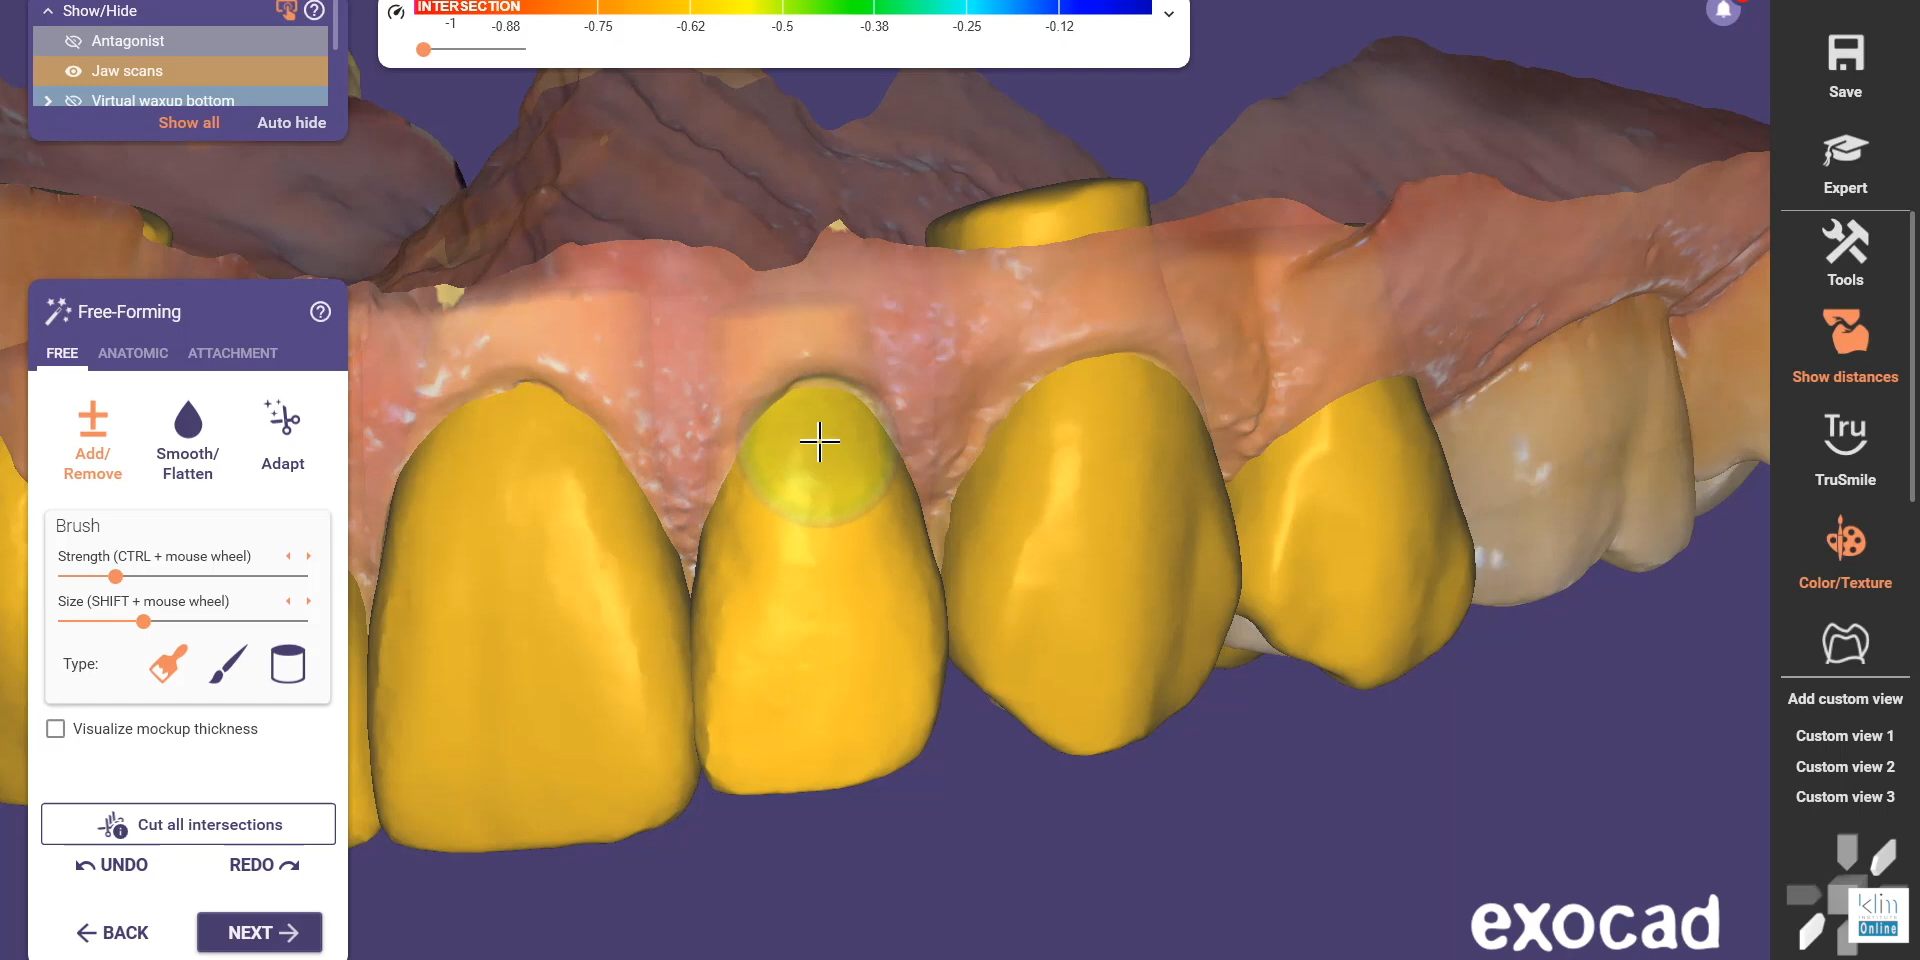 Show/Hide
Antagonist
Jaw scans
Virtual waxup bottom
Show all Auto hide
INTERSECTION
-1 -0.88 -0.75 -0.62 -0.5 -0.38 -0.25 -0.12
Free-Forming
FREE ANATOMIC ATTACHMENT
Add/
Remove
Smooth/
Flatten
Adapt
Brush
Strength (CTRL + mouse wheel)
Size (SHIFT + mouse wheel)
Type:
Visualize mockup thickness
Cut all intersections
UNDO REDO
BACK NEXT
Save
Expert
Tools
Show distances
Tru
TruSmile
Color/Texture
Add custom view
Custom view 1
Custom view 2
Custom view 3
exocad
klim
INSTITUTE
Online